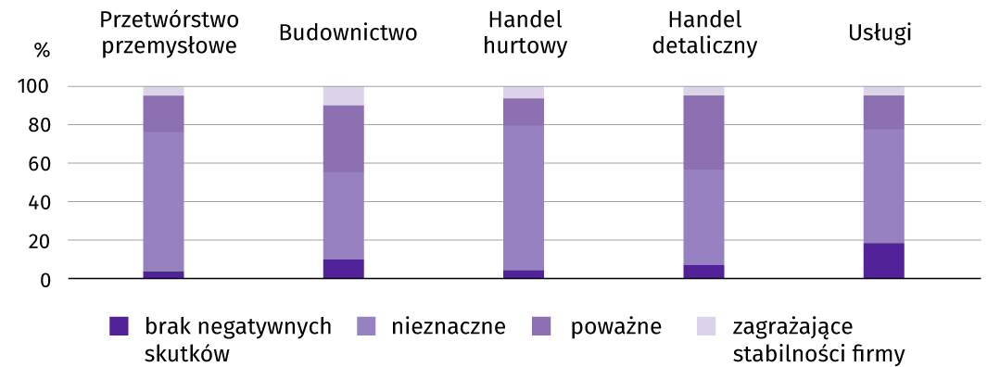 Przetwórstwo
przemysłowe
Budownictwo
Handel
hurtowy
Handel
detaliczny
Usługi
%
100
80
60
40
20
0
brak negatywnych
skutków
nieznaczne
poważne
zagrażające
stabilności firmy